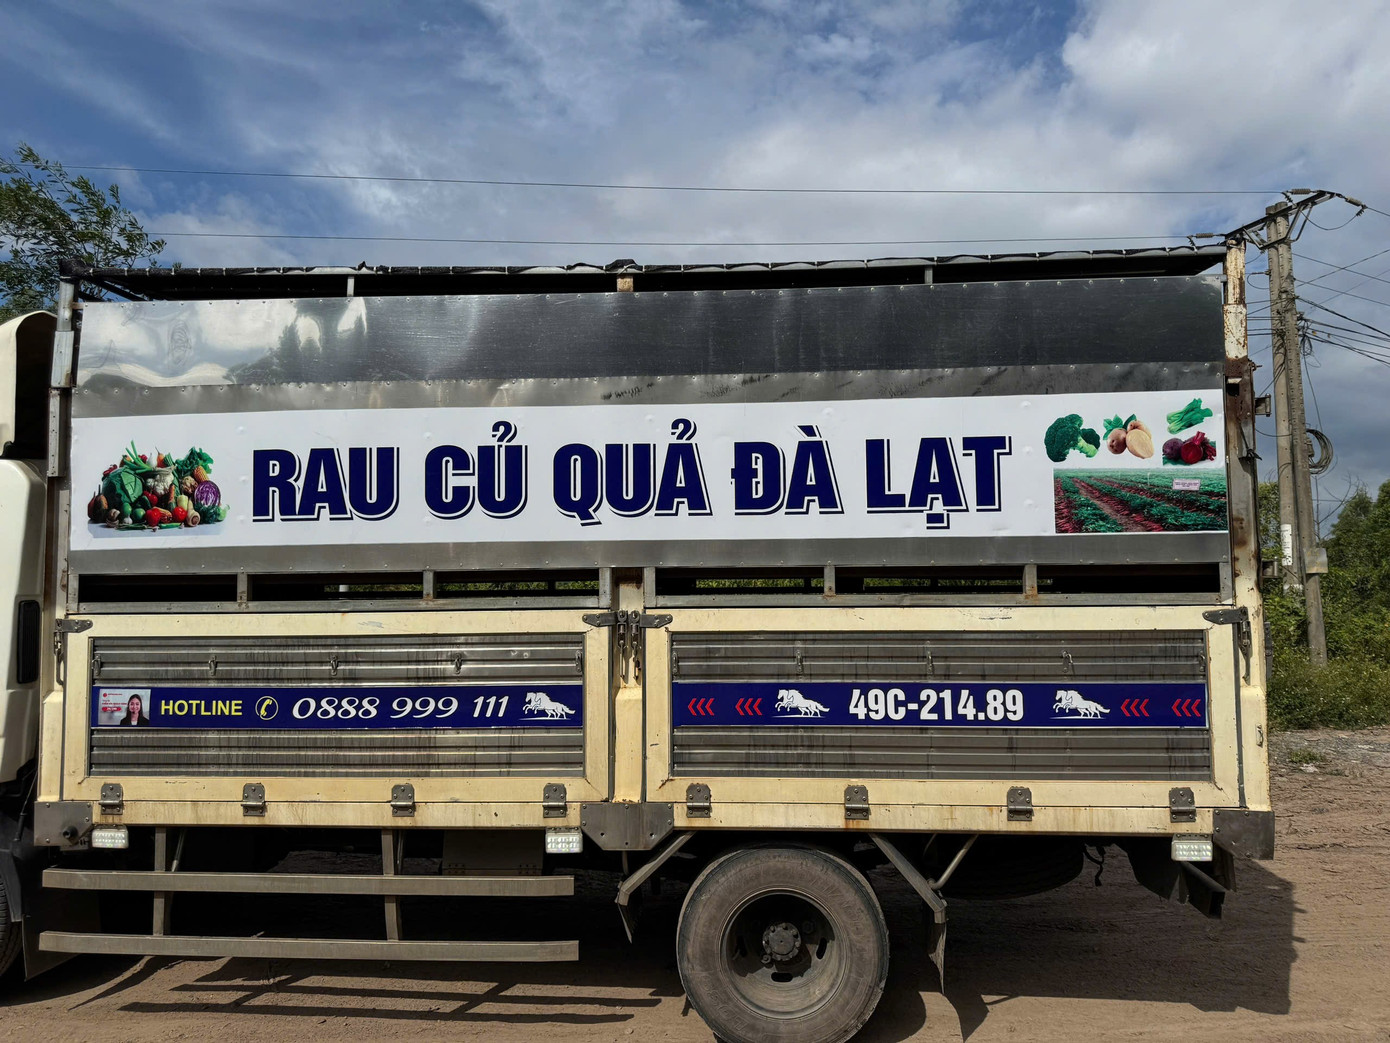 RAU CỦ QUẢ ĐÀ LẠT
HOTLINE 0888 999 111
49C-214.89